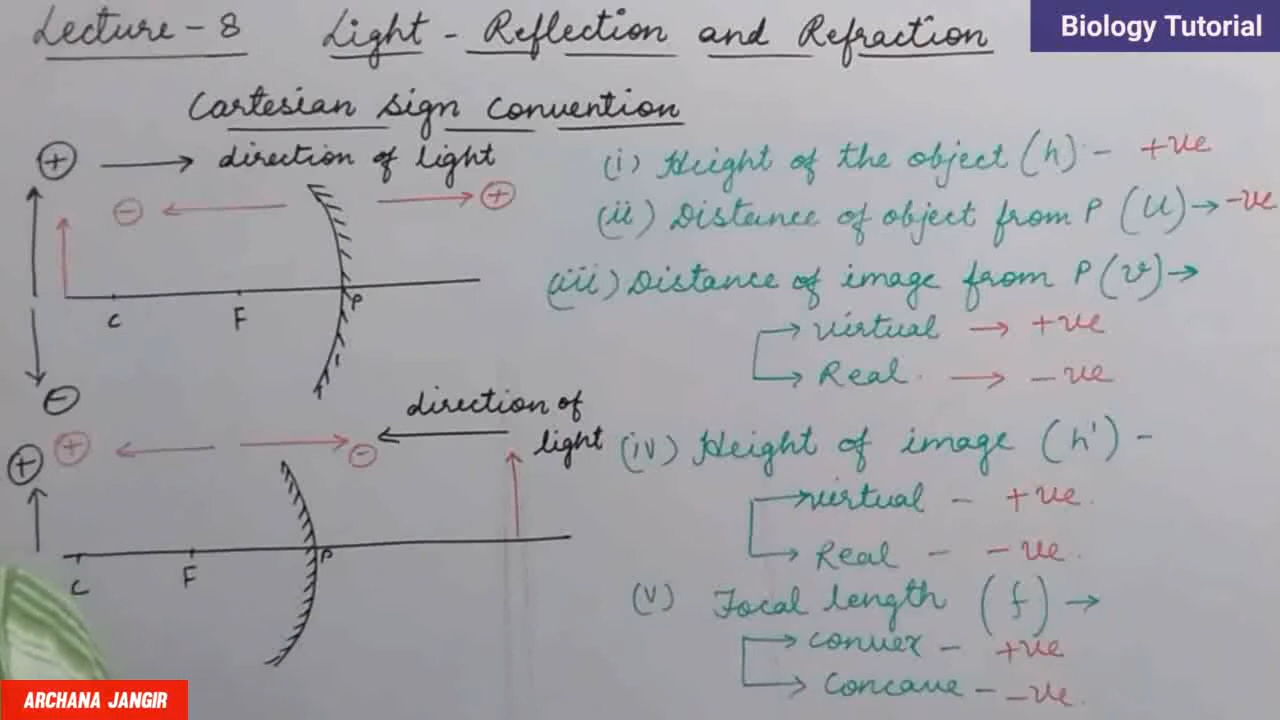 Lecture - 8 Light - Reflection and Refraction
Biology Tutorial
Cartesian sign convention
+ → direction of light
- ← → +
C F P
-
direction of
light
+ + ← → -
C F P
(i) Height of the object (h) - +ve
(ii) Distance of object from P (u) → -ve
(iii) Distance of image from P (v) →
→ virtual → +ve
→ Real → -ve
(iv) Height of image (h') -
→ virtual - +ve.
→ Real - -ve.
(v) Focal length (f) →
→ convex - +ve
→ Concave - -ve.
ARCHANA JANGIR